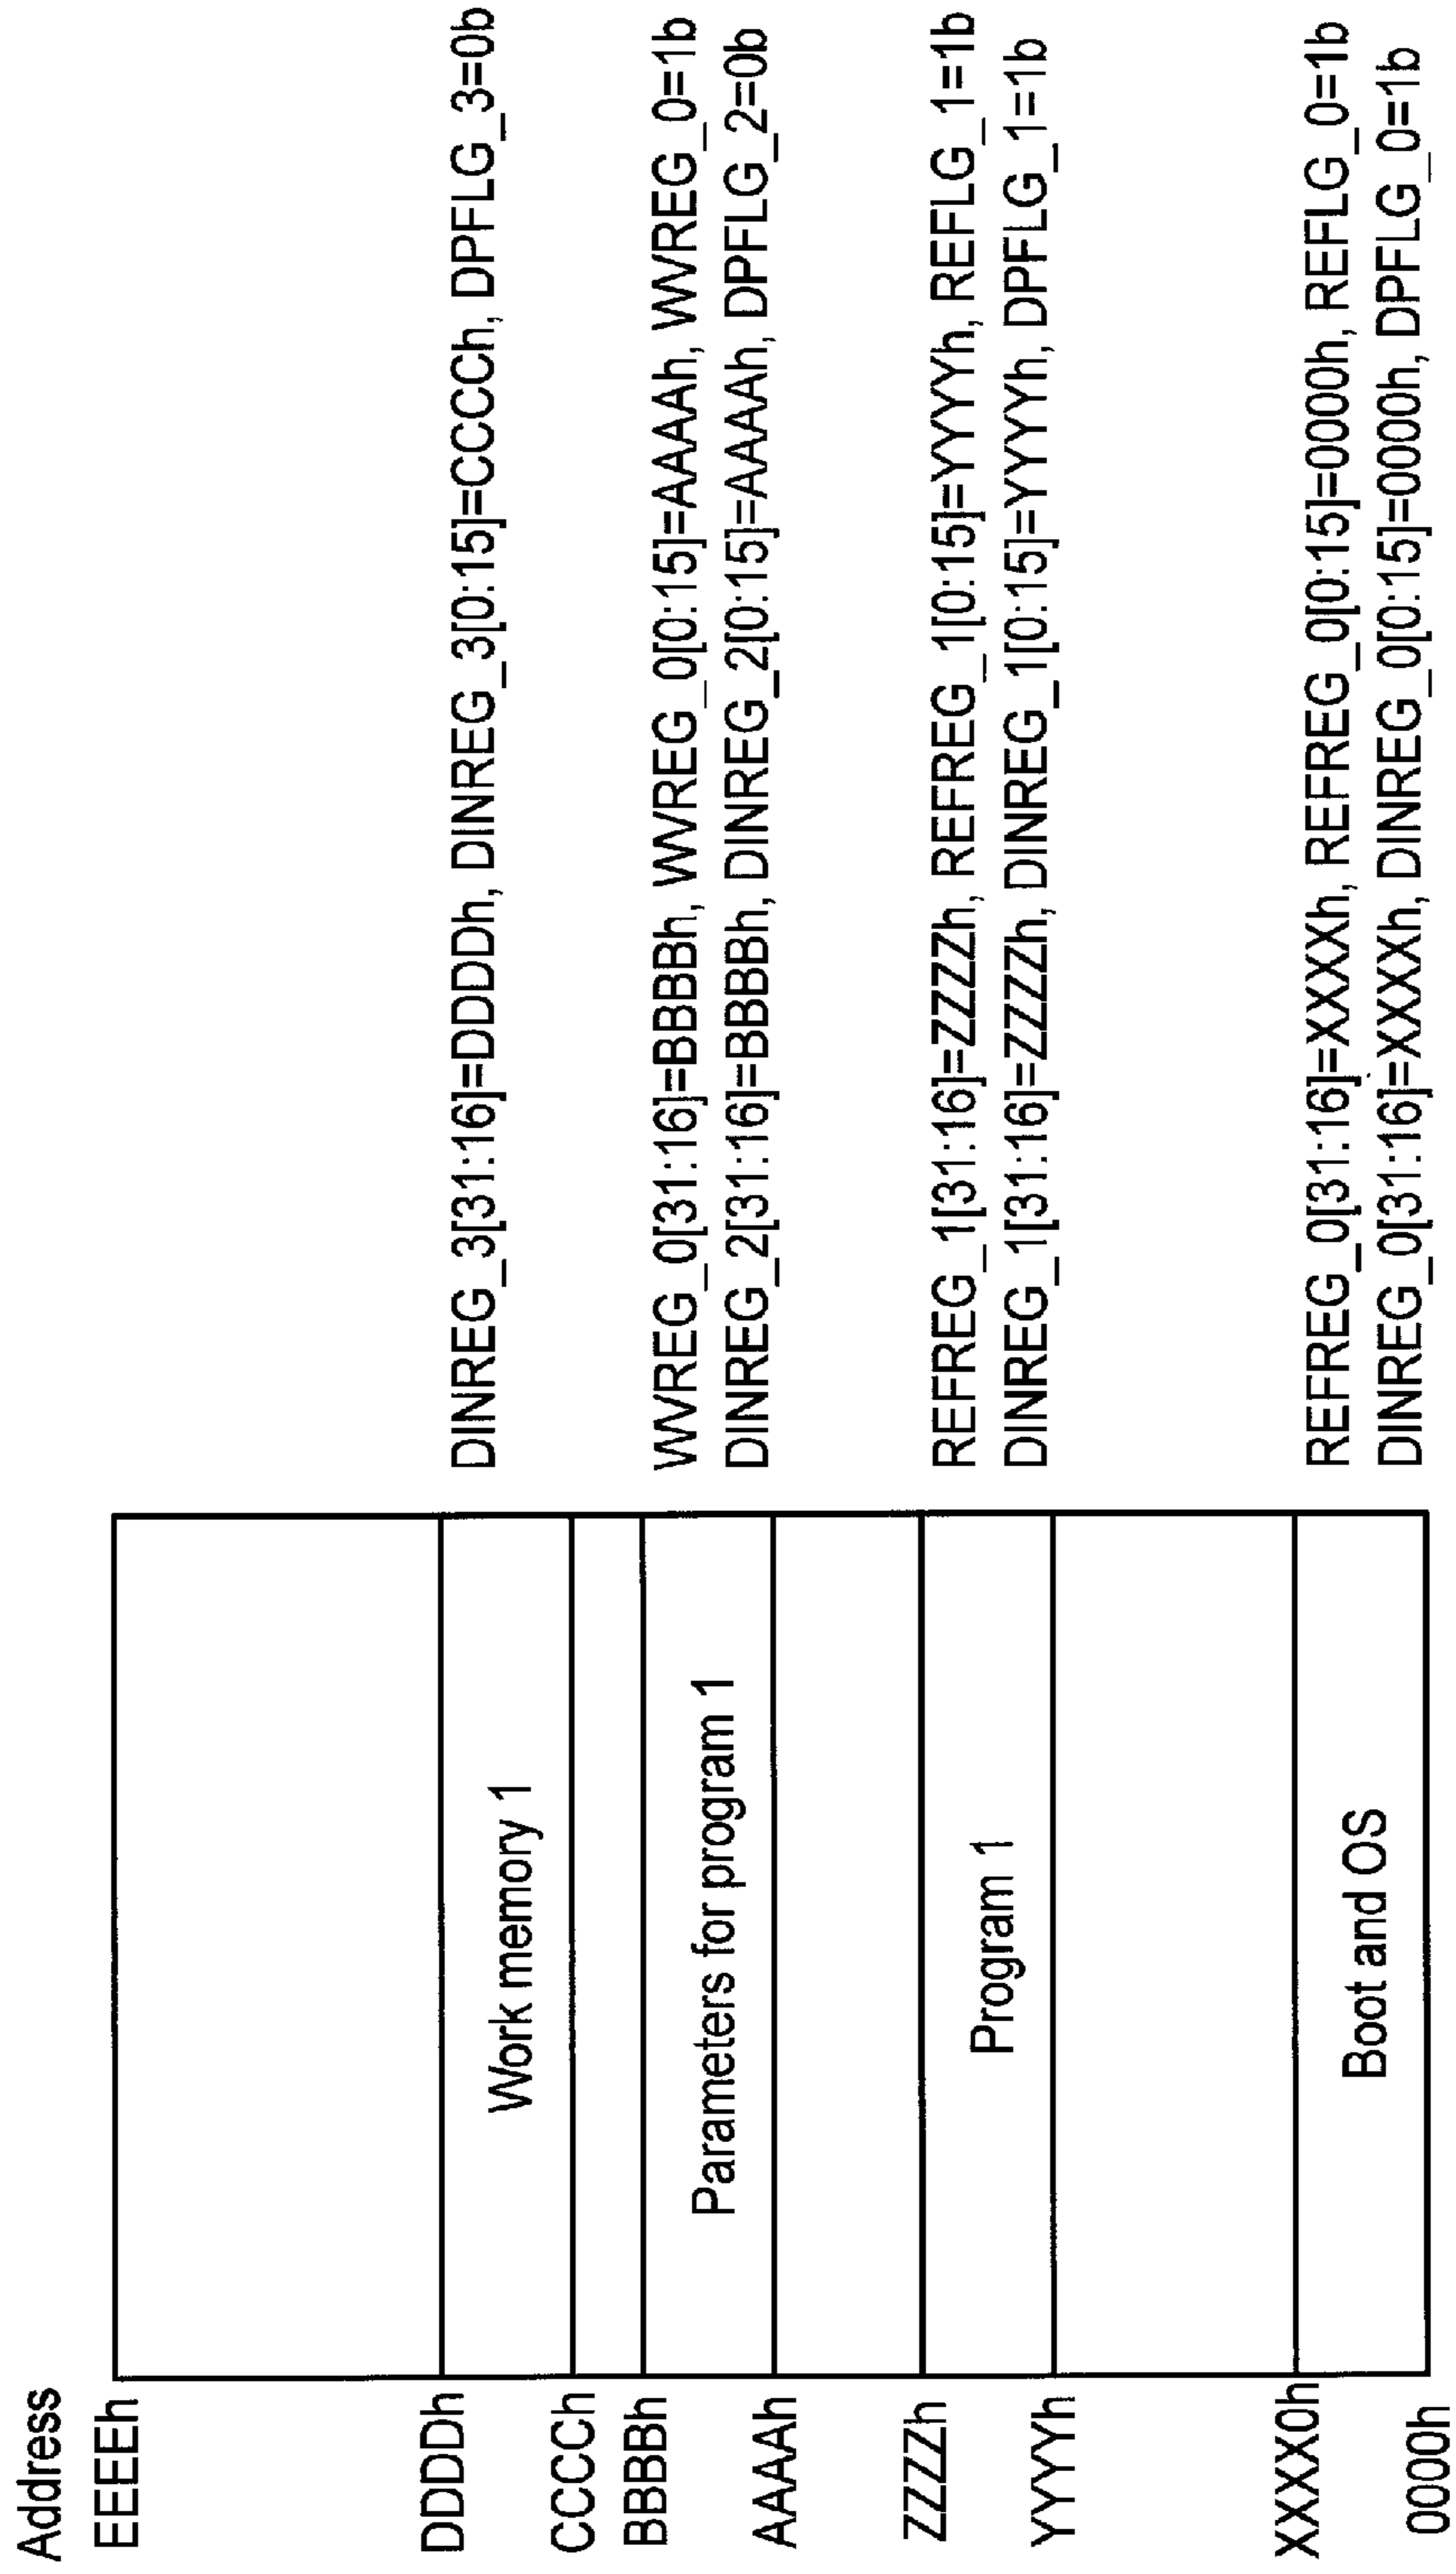 Address
EEEEh
DDDDh
Work memory 1
DINREG_3[31:16]=DDDDh, DINREG_3[0:15]=CCCCh, DPFLG_3=0b
CCCCh
BBBBh
Parameters for program 1
WVREG_0[31:16]=BBBBh, WVREG_0[0:15]=AAAAh, WVREG_0=1b
DINREG_2[31:16]=BBBBh, DINREG_2[0:15]=AAAAh, DPFLG_2=0b
AAAAh
ZZZZh
Program 1
REFREG_1[31:16]=ZZZZh, REFREG_1[0:15]=YYYYh, REFLG_1=1b
DINREG_1[31:16]=ZZZZh, DINREG_1[0:15]=YYYYh, DPFLG_1=1b
YYYYh
XXXX0h
Boot and OS
REFREG_0[31:16]=XXXXh, REFREG_0[0:15]=0000h, REFLG_0=1b
DINREG_0[31:16]=XXXXh, DINREG_0[0:15]=0000h, DPFLG_0=1b
0000h